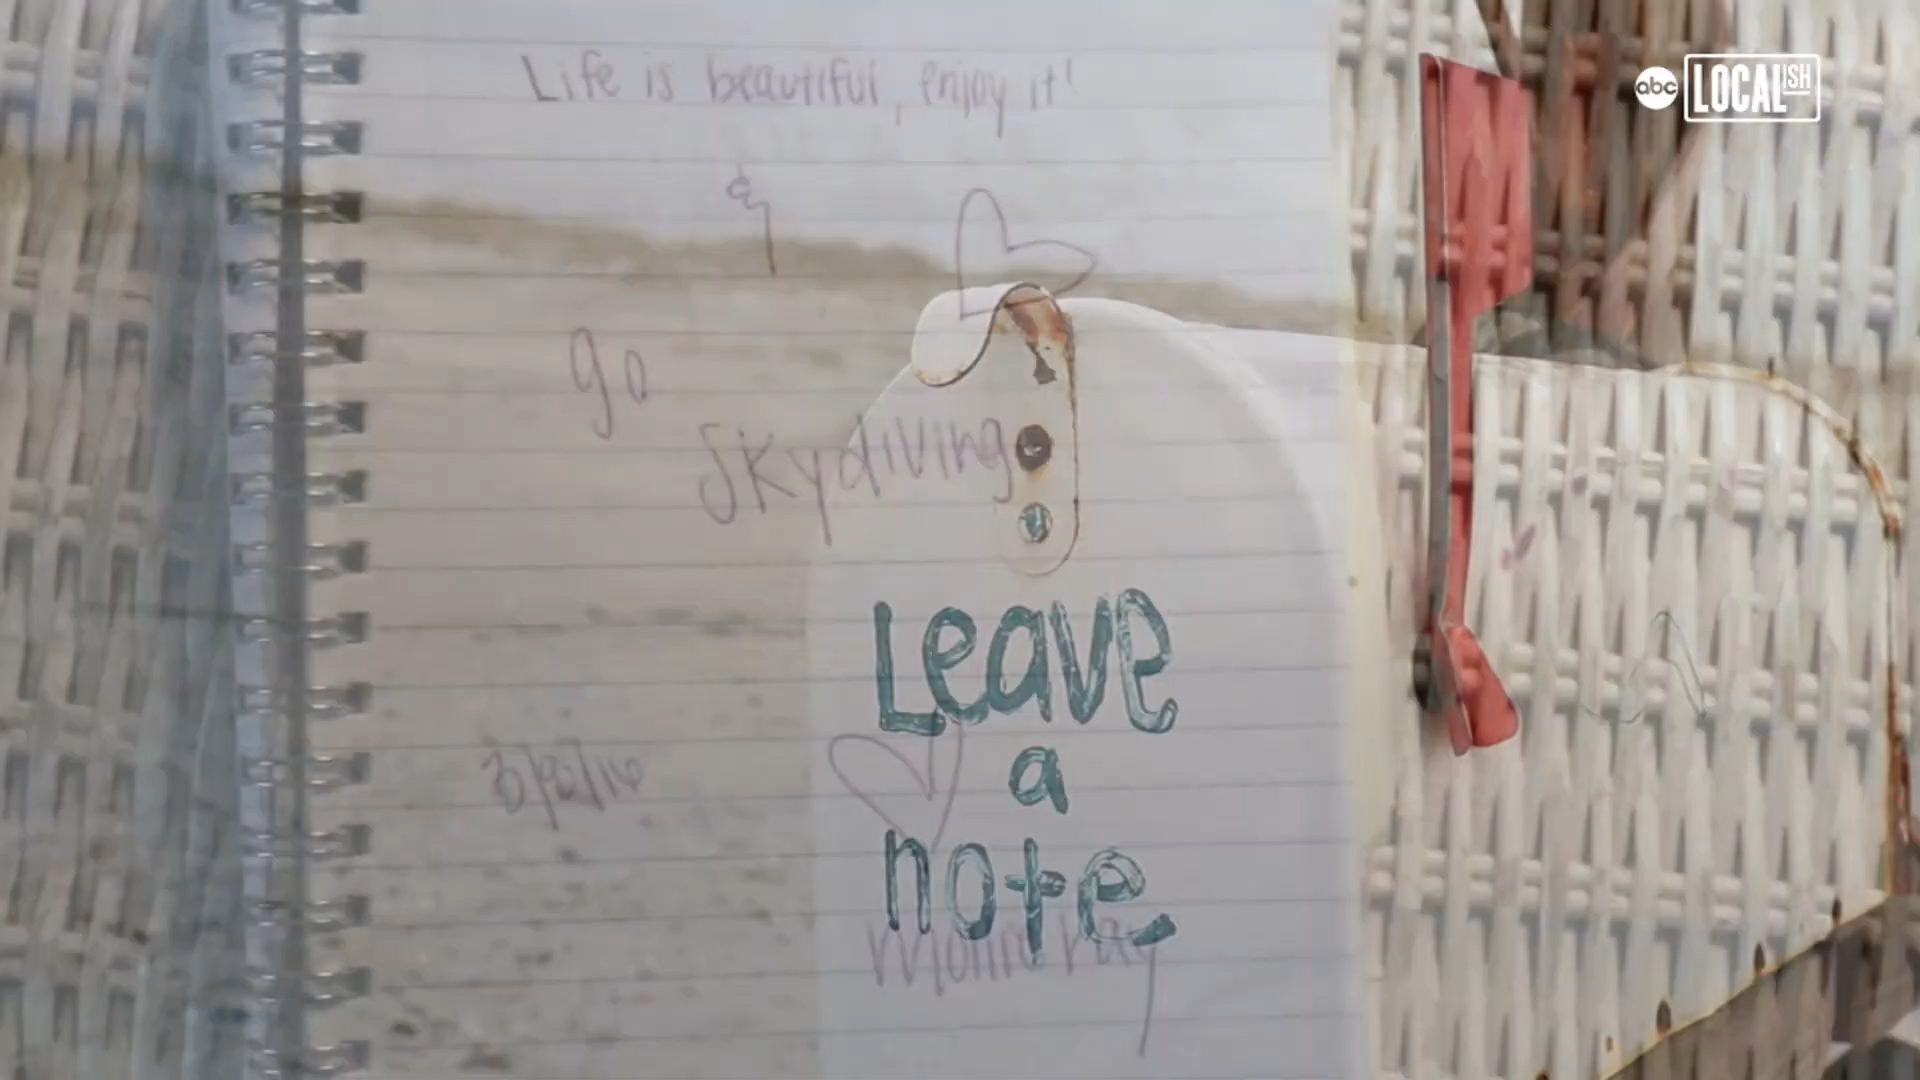 Life is beautiful, enjoy it!
&
go
Skydiving
Leave
a
note
abc LOCALISH